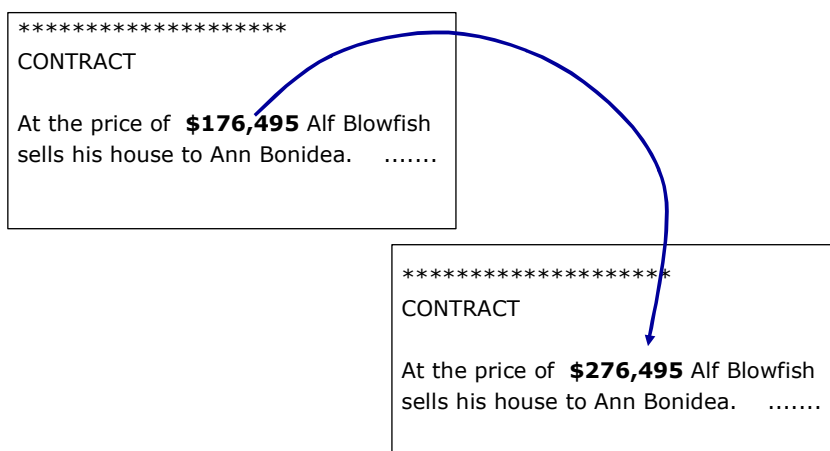 ********************
CONTRACT
At the price of $176,495 Alf Blowfish
sells his house to Ann Bonidea. .......
********************
CONTRACT
At the price of $276,495 Alf Blowfish
sells his house to Ann Bonidea. .......